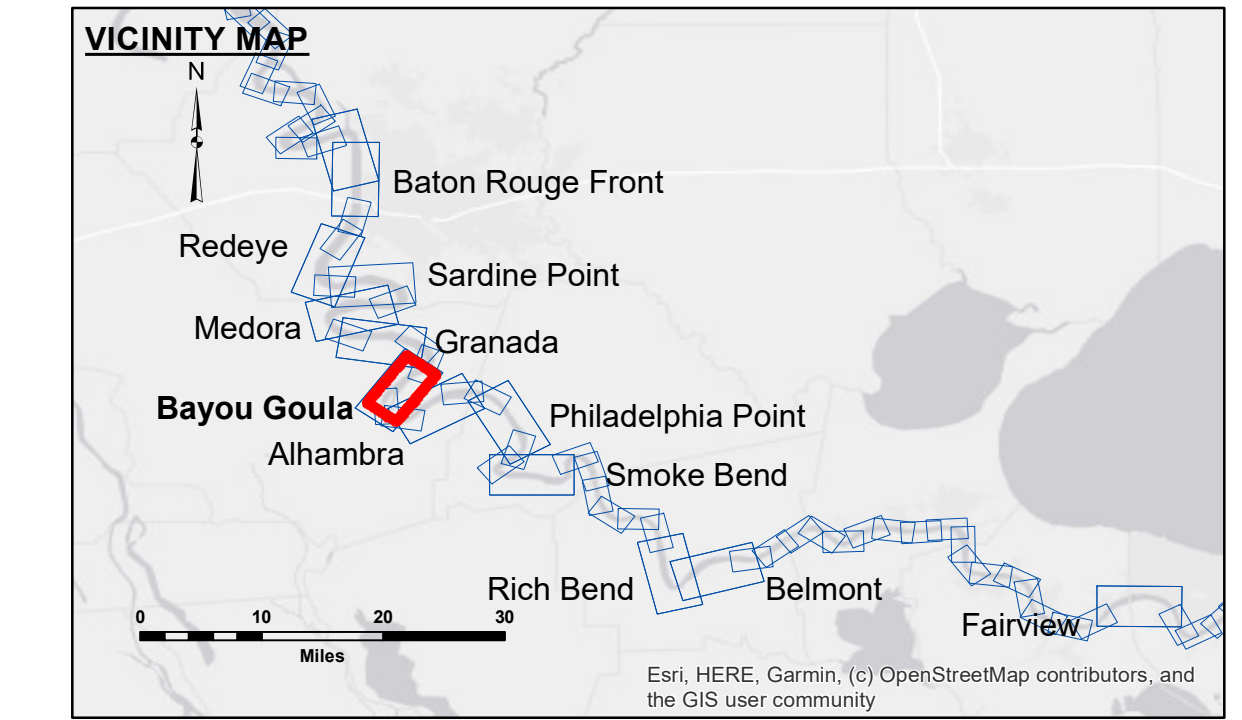 VICINITY MAP
N
Baton Rouge Front
Redeye
Sardine Point
Medora
Granada
Bayou Goula
Philadelphia Point
Alhambra
Smoke Bend
Rich Bend
Belmont
Fairview
0 10 20 30
Miles
Esri, HERE, Garmin, (c) OpenStreetMap contributors, and
the GIS user community